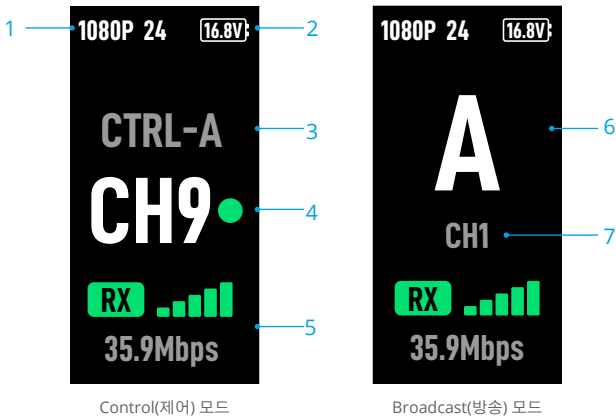 1 1080P 24 16.8V 2
CTRL-A 3
CH9 4
RX
5
35.9Mbps
Control(제어) 모드
1080P 24 16.8V
A 6
CH1 7
RX
35.9Mbps
Broadcast(방송) 모드